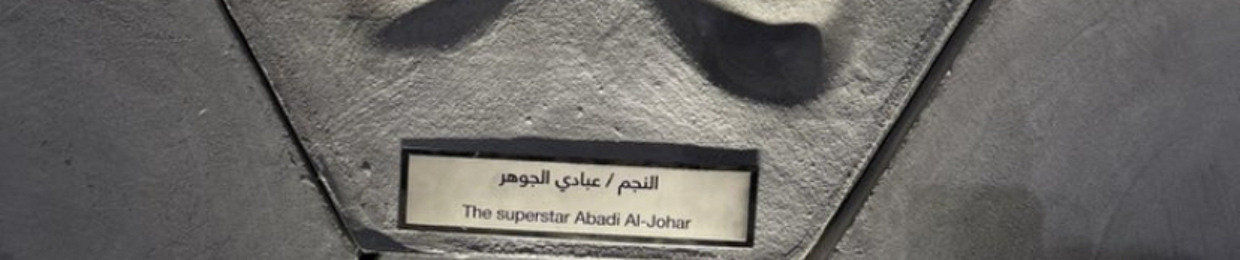 النجم / عبادي الجوهر
The superstar Abadi Al-Johar